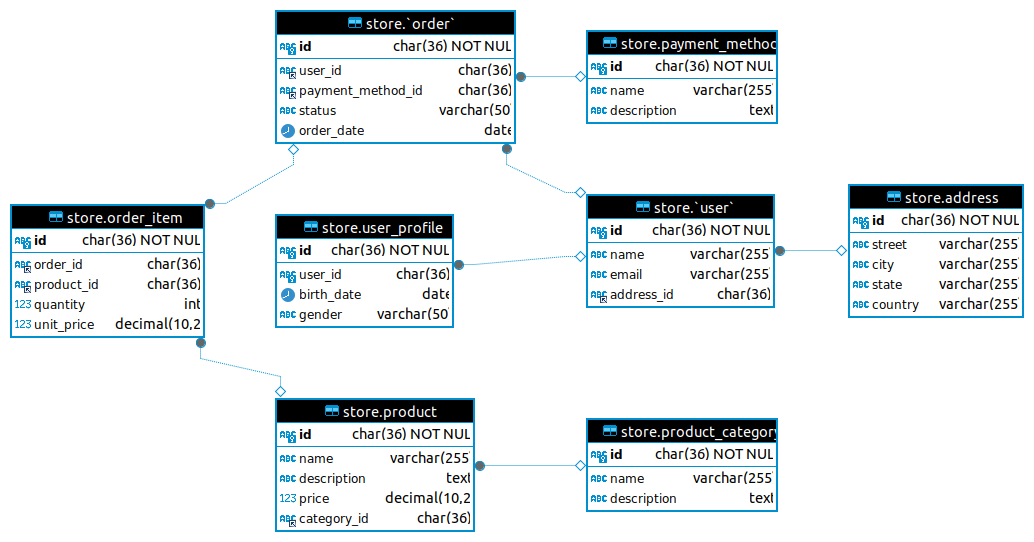 store.`order`
id char(36) NOT NUL
user_id char(36)
payment_method_id char(36)
status varchar(50
order_date date
store.payment_method
id char(36) NOT NUL
name varchar(255
description text
store.order_item
id char(36) NOT NUL
order_id char(36)
product_id char(36)
quantity int
unit_price decimal(10,2
store.user_profile
id char(36) NOT NUL
user_id char(36)
birth_date date
gender varchar(50
store.`user`
id char(36) NOT NUL
name varchar(255
email varchar(255
address_id char(36)
store.address
id char(36) NOT NUL
street varchar(255
city varchar(255
state varchar(255
country varchar(255
store.product
id char(36) NOT NUL
name varchar(255
description text
price decimal(10,2
category_id char(36)
store.product_category
id char(36) NOT NUL
name varchar(255
description text